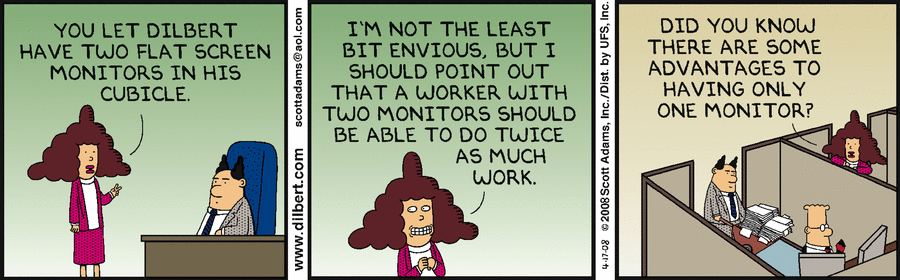 YOU LET DILBERT
HAVE TWO FLAT SCREEN
MONITORS IN HIS
CUBICLE.
www.dilbert.com scottadams@aol.com
I'M NOT THE LEAST
BIT ENVIOUS, BUT I
SHOULD POINT OUT
THAT A WORKER WITH
TWO MONITORS SHOULD
BE ABLE TO DO TWICE
AS MUCH
WORK.
4-17-08 ©2008 Scott Adams, Inc./Dist. by UFS, Inc.
DID YOU KNOW
THERE ARE SOME
ADVANTAGES TO
HAVING ONLY
ONE MONITOR?